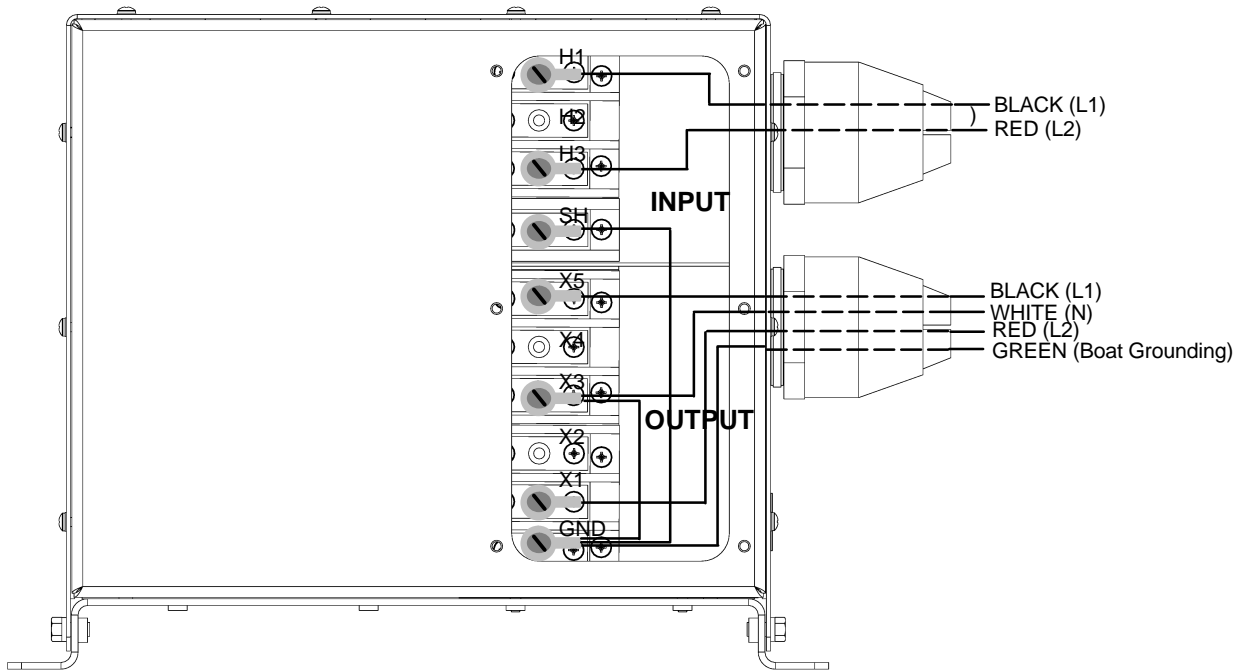 H1
H2
H3
SH
INPUT
X5
X4
X3
OUTPUT
X2
X1
GND
BLACK (L1)
)
RED (L2)
BLACK (L1)
WHITE (N)
RED (L2)
GREEN (Boat Grounding)